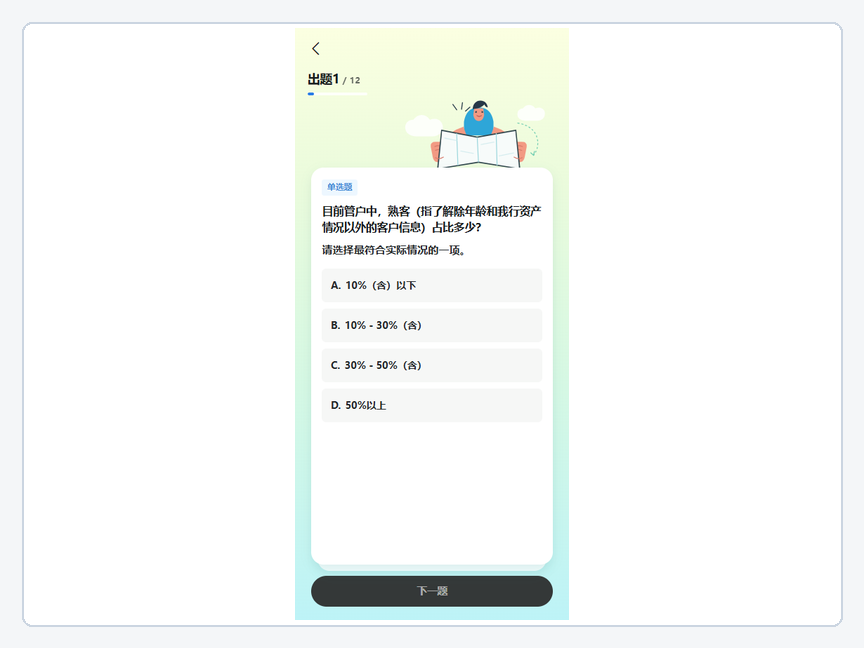 出题1 / 12
单选题
目前管户中，熟客（指了解除年龄和我行资产
情况以外的客户信息）占比多少?
请选择最符合实际情况的一项。
A. 10%（含）以下
B. 10% - 30%（含）
C. 30% - 50%（含）
D. 50%以上
下一题